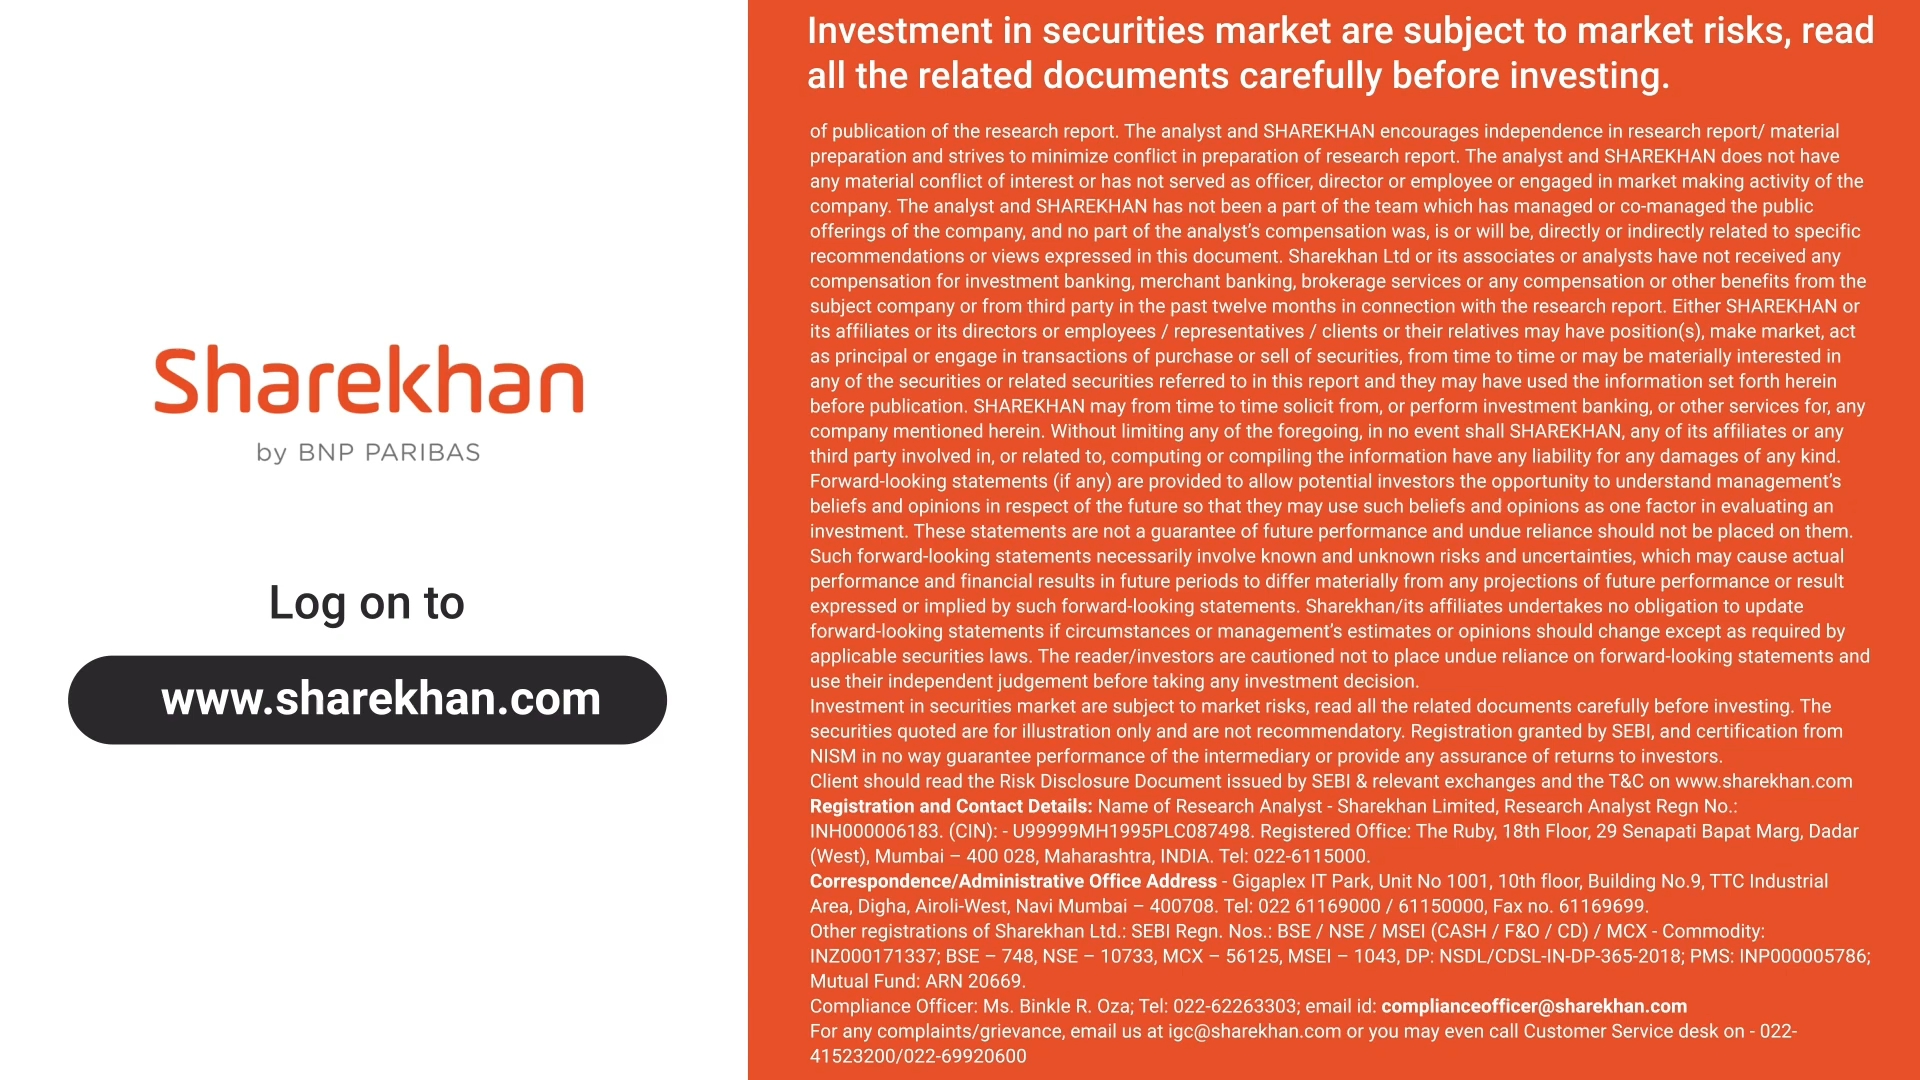 Sharekhan
by BNP PARIBAS
Log on to
www.sharekhan.com
Investment in securities market are subject to market risks, read
all the related documents carefully before investing.
of publication of the research report. The analyst and SHAREKHAN encourages independence in research report/ material
preparation and strives to minimize conflict in preparation of research report. The analyst and SHAREKHAN does not have
any material conflict of interest or has not served as officer, director or employee or engaged in market making activity of the
company. The analyst and SHAREKHAN has not been a part of the team which has managed or co-managed the public
offerings of the company, and no part of the analyst’s compensation was, is or will be, directly or indirectly related to specific
recommendations or views expressed in this document. Sharekhan Ltd or its associates or analysts have not received any
compensation for investment banking, merchant banking, brokerage services or any compensation or other benefits from the
subject company or from third party in the past twelve months in connection with the research report. Either SHAREKHAN or
its affiliates or its directors or employees / representatives / clients or their relatives may have position(s), make market, act
as principal or engage in transactions of purchase or sell of securities, from time to time or may be materially interested in
any of the securities or related securities referred to in this report and they may have used the information set forth herein
before publication. SHAREKHAN may from time to time solicit from, or perform investment banking, or other services for, any
company mentioned herein. Without limiting any of the foregoing, in no event shall SHAREKHAN, any of its affiliates or any
third party involved in, or related to, computing or compiling the information have any liability for any damages of any kind.
Forward-looking statements (if any) are provided to allow potential investors the opportunity to understand management’s
beliefs and opinions in respect of the future so that they may use such beliefs and opinions as one factor in evaluating an
investment. These statements are not a guarantee of future performance and undue reliance should not be placed on them.
Such forward-looking statements necessarily involve known and unknown risks and uncertainties, which may cause actual
performance and financial results in future periods to differ materially from any projections of future performance or result
expressed or implied by such forward-looking statements. Sharekhan/its affiliates undertakes no obligation to update
forward-looking statements if circumstances or management’s estimates or opinions should change except as required by
applicable securities laws. The reader/investors are cautioned not to place undue reliance on forward-looking statements and
use their independent judgement before taking any investment decision.
Investment in securities market are subject to market risks, read all the related documents carefully before investing. The
securities quoted are for illustration only and are not recommendatory. Registration granted by SEBI, and certification from
NISM in no way guarantee performance of the intermediary or provide any assurance of returns to investors.
Client should read the Risk Disclosure Document issued by SEBI & relevant exchanges and the T&C on www.sharekhan.com
Registration and Contact Details: Name of Research Analyst - Sharekhan Limited, Research Analyst Regn No.:
INH000006183. (CIN): - U99999MH1995PLC087498. Registered Office: The Ruby, 18th Floor, 29 Senapati Bapat Marg, Dadar
(West), Mumbai – 400 028, Maharashtra, INDIA. Tel: 022-6115000.
Correspondence/Administrative Office Address - Gigaplex IT Park, Unit No 1001, 10th floor, Building No.9, TTC Industrial
Area, Digha, Airoli-West, Navi Mumbai – 400708. Tel: 022 61169000 / 61150000, Fax no. 61169699.
Other registrations of Sharekhan Ltd.: SEBI Regn. Nos.: BSE / NSE / MSEI (CASH / F&O / CD) / MCX - Commodity:
INZ000171337; BSE – 748, NSE – 10733, MCX – 56125, MSEI – 1043, DP: NSDL/CDSL-IN-DP-365-2018; PMS: INP000005786;
Mutual Fund: ARN 20669.
Compliance Officer: Ms. Binkle R. Oza; Tel: 022-62263303; email id: complianceofficer@sharekhan.com
For any complaints/grievance, email us at igc@sharekhan.com or you may even call Customer Service desk on - 022-
41523200/022-69920600